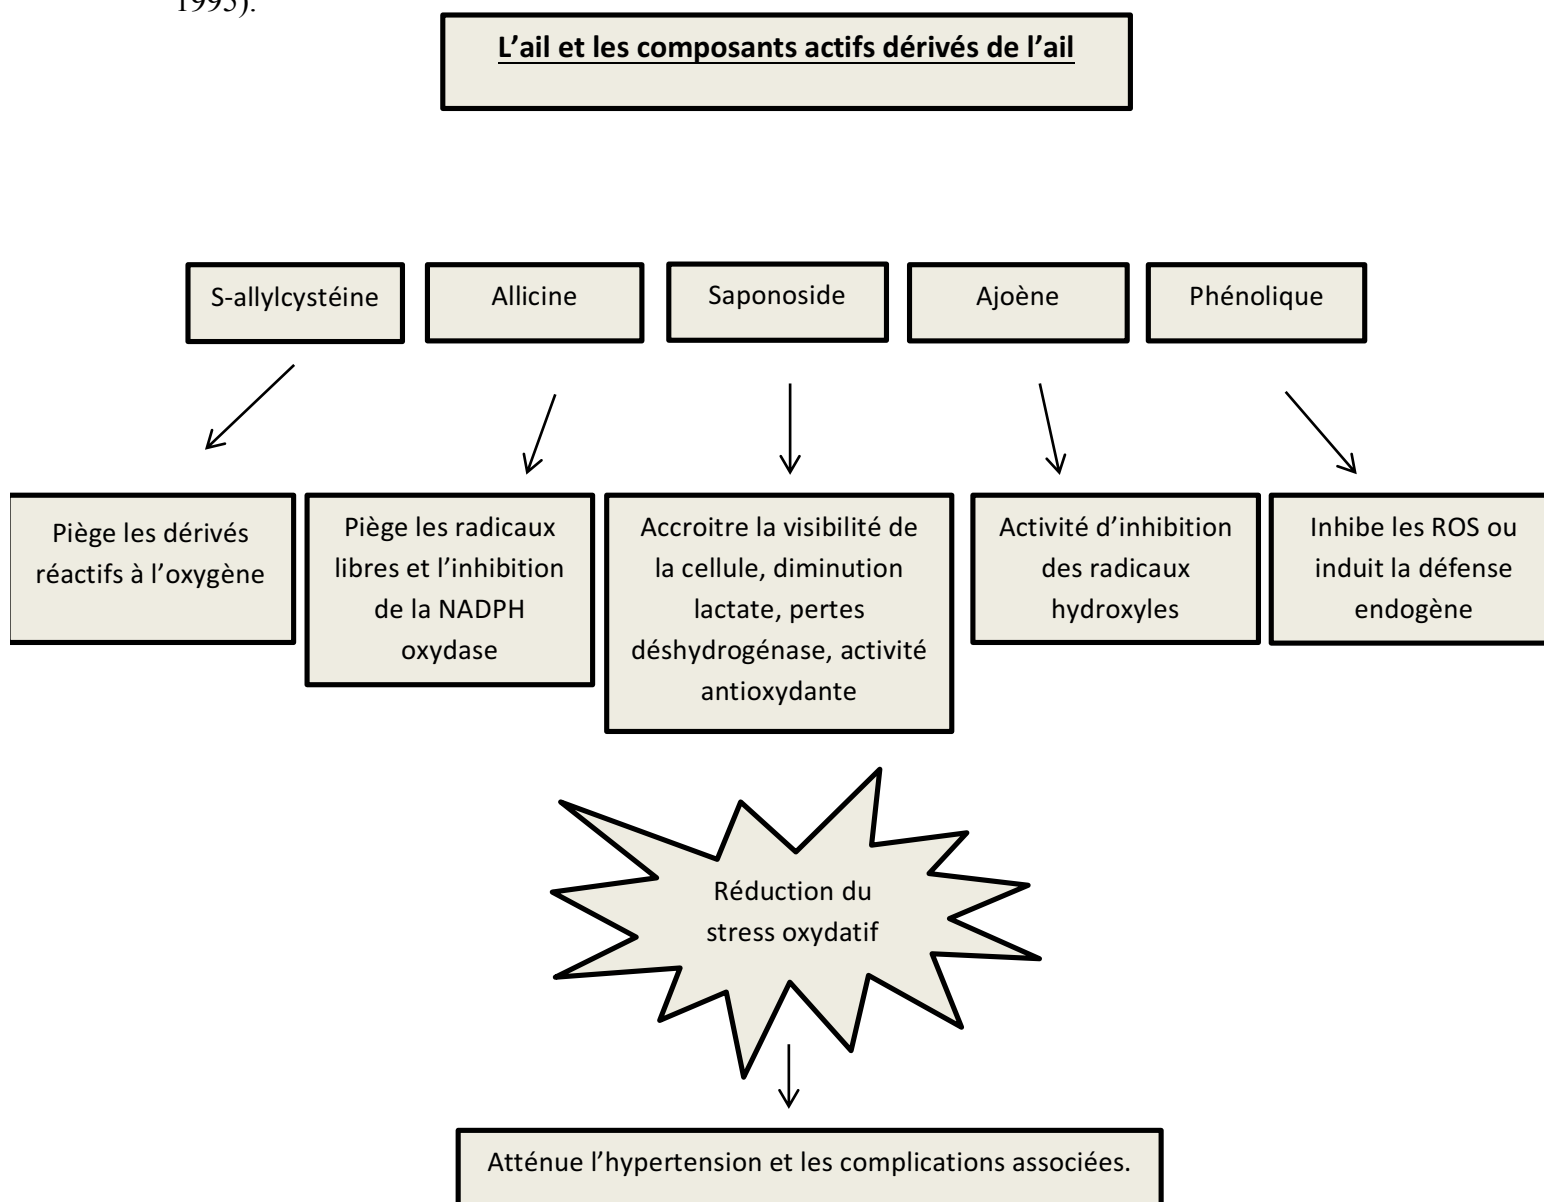 1995).
L’ail et les composants actifs dérivés de l’ail
S-allylcystéine
Allicine
Saponoside
Ajoène
Phénolique
Piège les dérivés
réactifs à l’oxygène
Piège les radicaux
libres et l’inhibition
de la NADPH
oxydase
Accroitre la visibilité de
la cellule, diminution
lactate, pertes
déshydrogénase, activité
antioxydante
Activité d’inhibition
des radicaux
hydroxyles
Inhibe les ROS ou
induit la défense
endogène
Réduction du
stress oxydatif
Atténue l’hypertension et les complications associées.